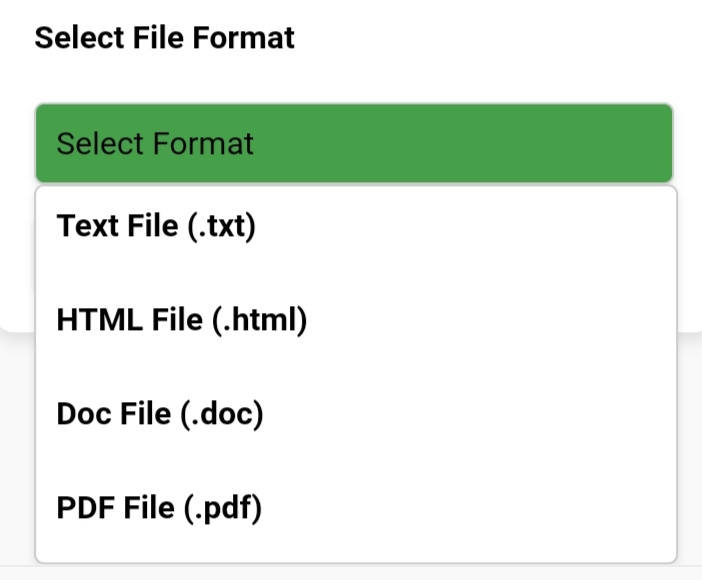 Select File Format
Select Format
Text File (.txt)
HTML File (.html)
Doc File (.doc)
PDF File (.pdf)